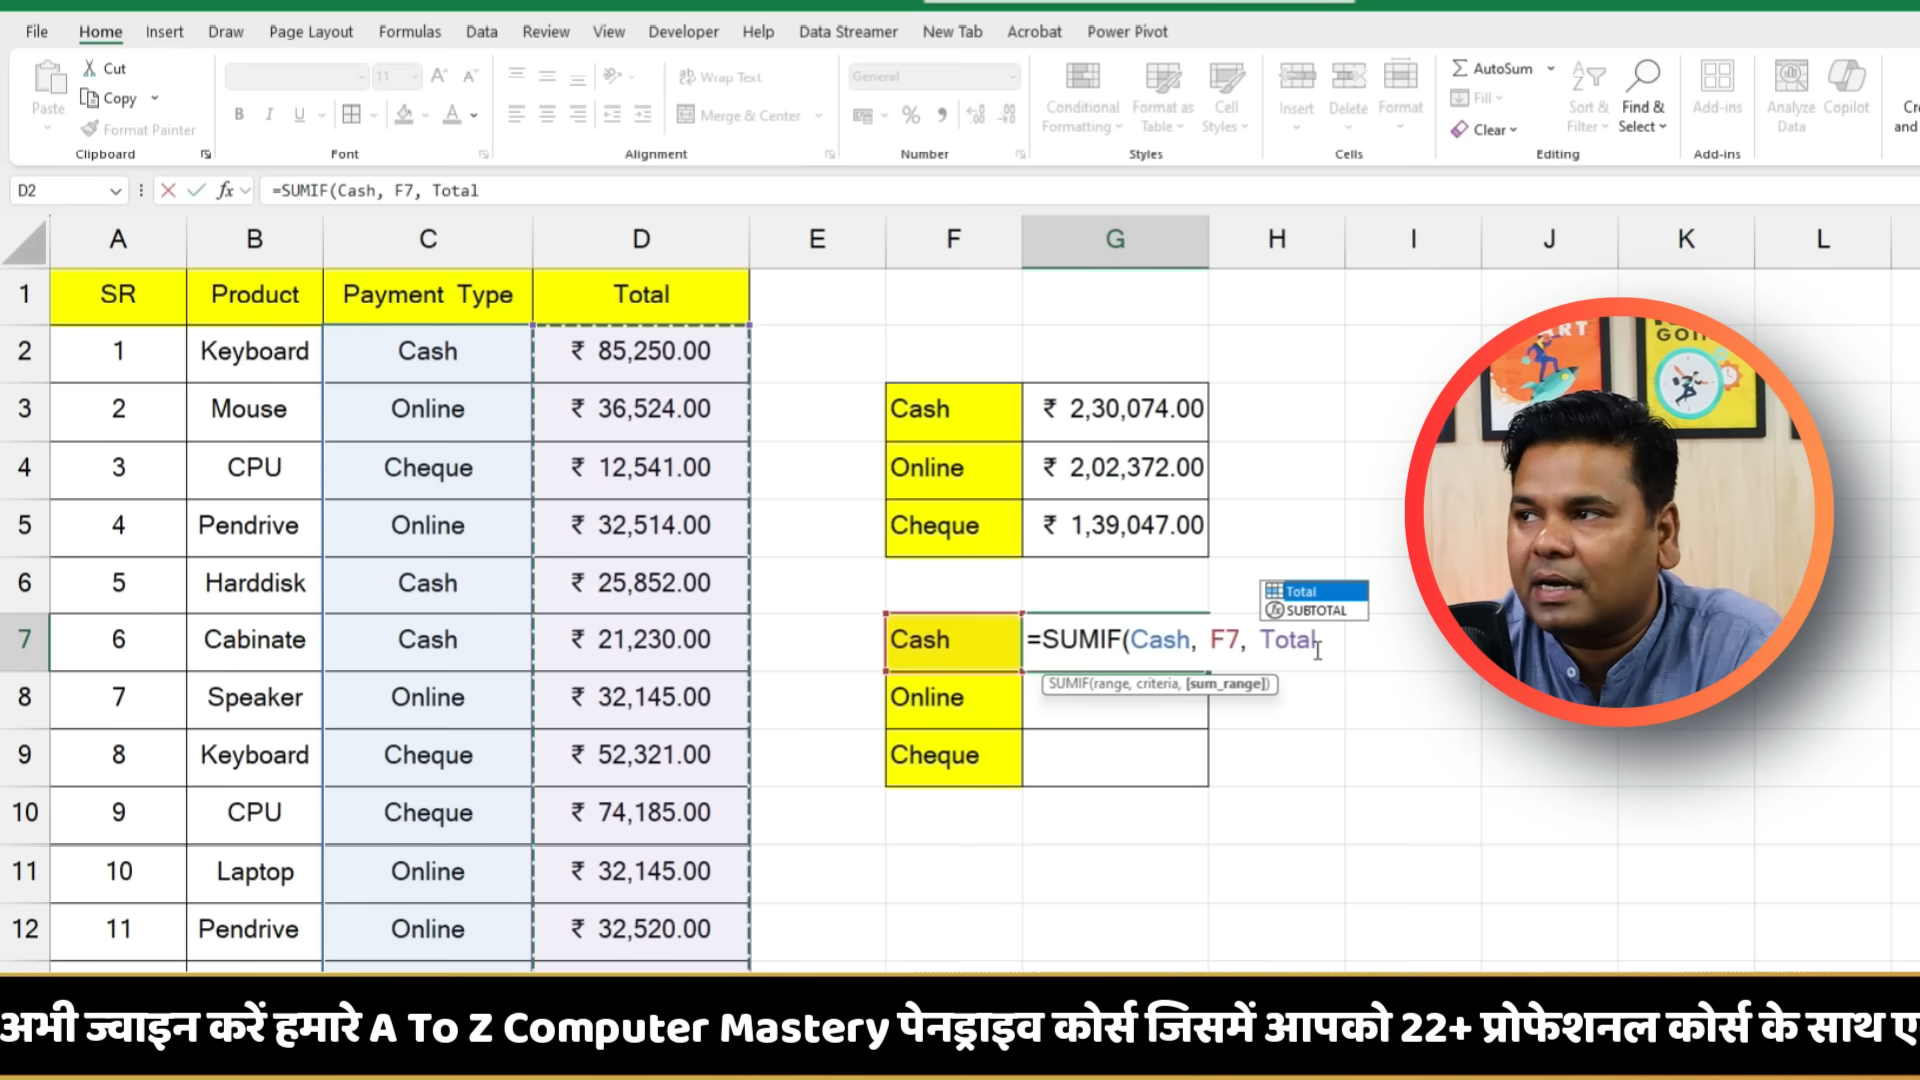 File Home Insert Draw Page Layout Formulas Data Review View Developer Help Data Streamer New Tab Acrobat Power Pivot
Paste
Cut
Copy
Format Painter
Clipboard
11
B I U
Font
Wrap Text
Merge & Center
Alignment
General
Number
Conditional Formatting
Format as Table
Cell Styles
Styles
Insert Delete Format
Cells
AutoSum
Fill
Clear
Sort & Filter
Find & Select
Editing
Add-ins
Add-ins
Analyze Data
Copilot
D2 fx =SUMIF(Cash, F7, Total
A B C D E F G H I J K L
1 SR Product Payment Type Total
2 1 Keyboard Cash ₹ 85,250.00
3 2 Mouse Online ₹ 36,524.00 Cash ₹ 2,30,074.00
4 3 CPU Cheque ₹ 12,541.00 Online ₹ 2,02,372.00
5 4 Pendrive Online ₹ 32,514.00 Cheque ₹ 1,39,047.00
6 5 Harddisk Cash ₹ 25,852.00
Total
SUBTOTAL
7 6 Cabinate Cash ₹ 21,230.00 Cash =SUMIF(Cash, F7, Total
SUMIF(range, criteria, [sum_range])
8 7 Speaker Online ₹ 32,145.00 Online
9 8 Keyboard Cheque ₹ 52,321.00 Cheque
10 9 CPU Cheque ₹ 74,185.00
11 10 Laptop Online ₹ 32,145.00
12 11 Pendrive Online ₹ 32,520.00
अभी ज्वाइन करें हमारे A To Z Computer Mastery पेनड्राइव कोर्स जिसमें आपको 22+ प्रोफेशनल कोर्स के साथ ए